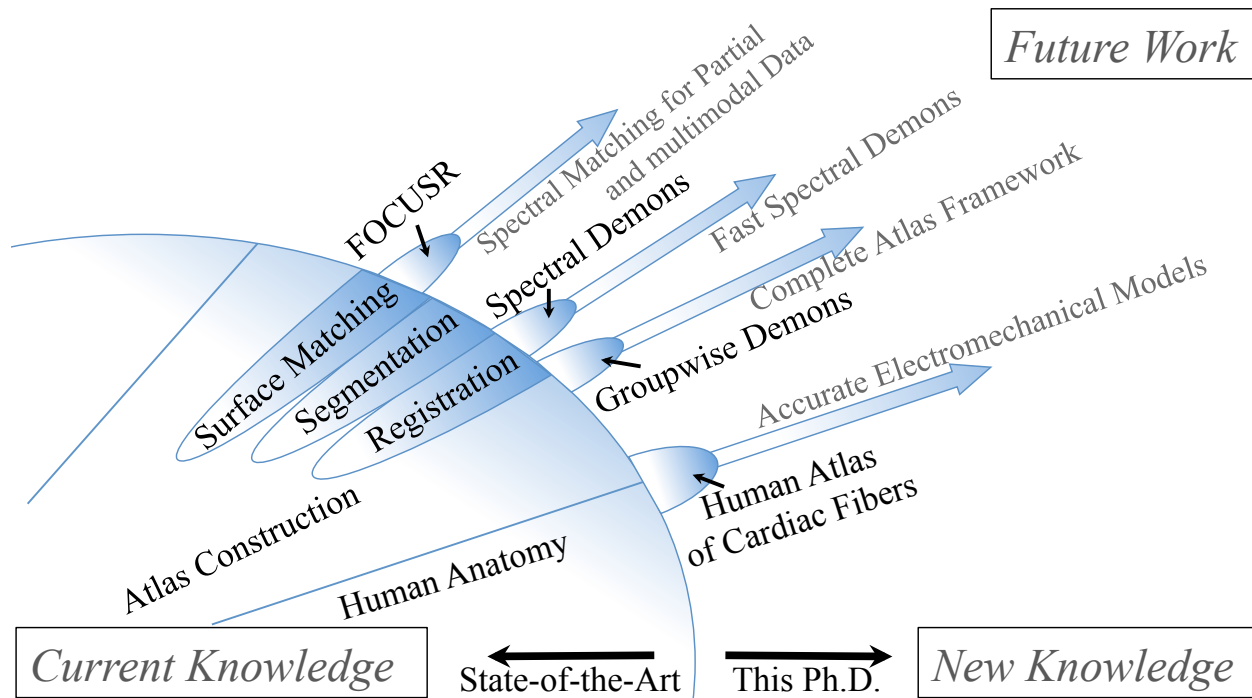 Future Work
Spectral Matching for Partial
and multimodal Data
FOCUSR
Spectral Demons
Fast Spectral Demons
Complete Atlas Framework
Groupwise Demons
Accurate Electromechanical Models
Surface Matching
Segmentation
Registration
Human Atlas
of Cardiac Fibers
Atlas Construction
Human Anatomy
Current Knowledge
State-of-the-Art
This Ph.D.
New Knowledge